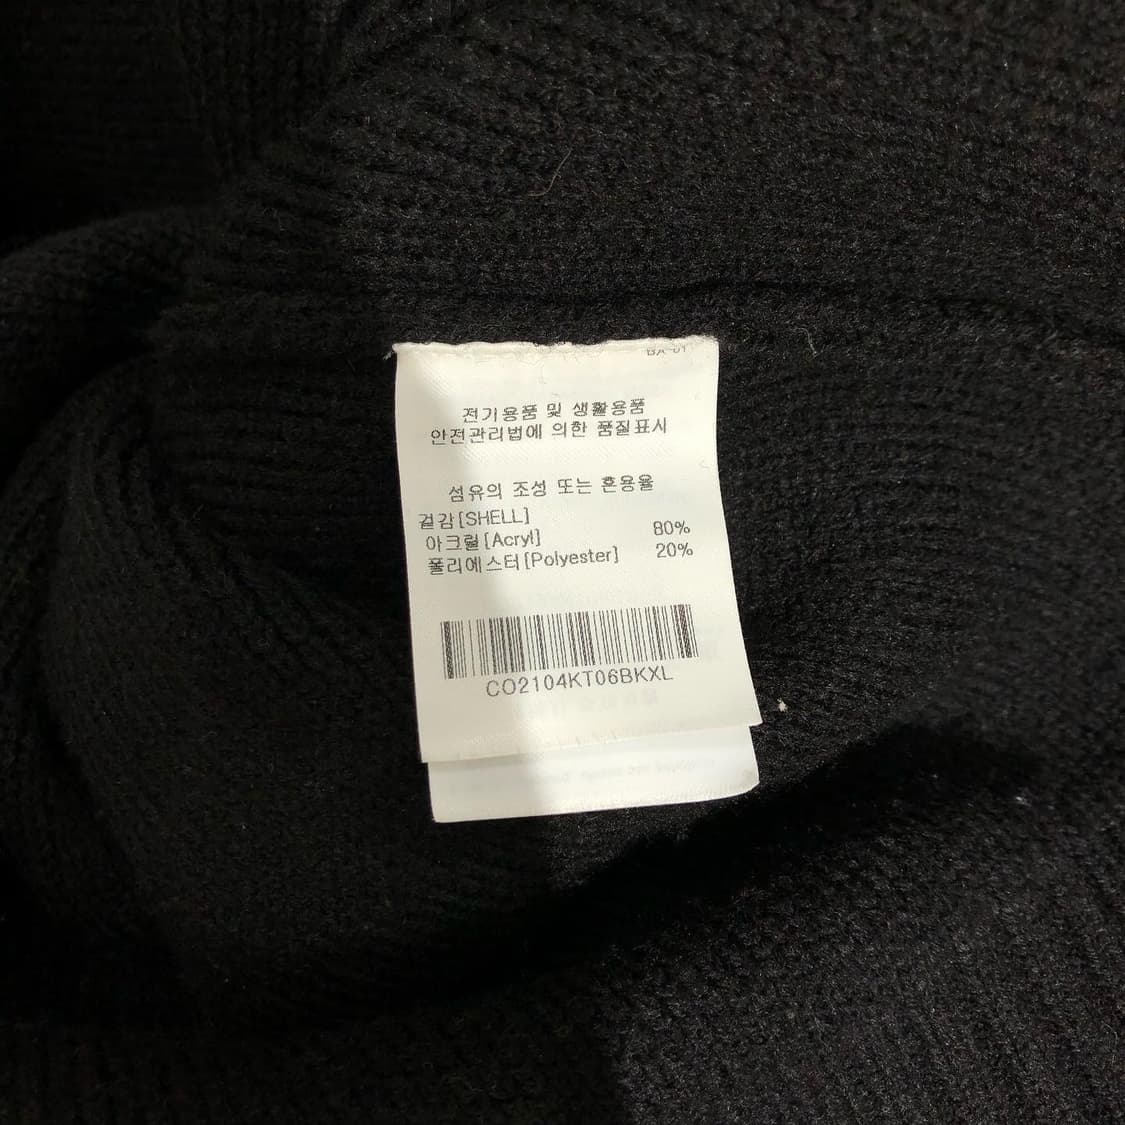 전기용품 및 생활용품
안전관리법에 의한 품질표시
섬유의 조성 또는 혼용율
겉감[SHELL]
아크릴[Acryl] 80%
폴리에스터[Polyester] 20%
CO2104KT06BKXL